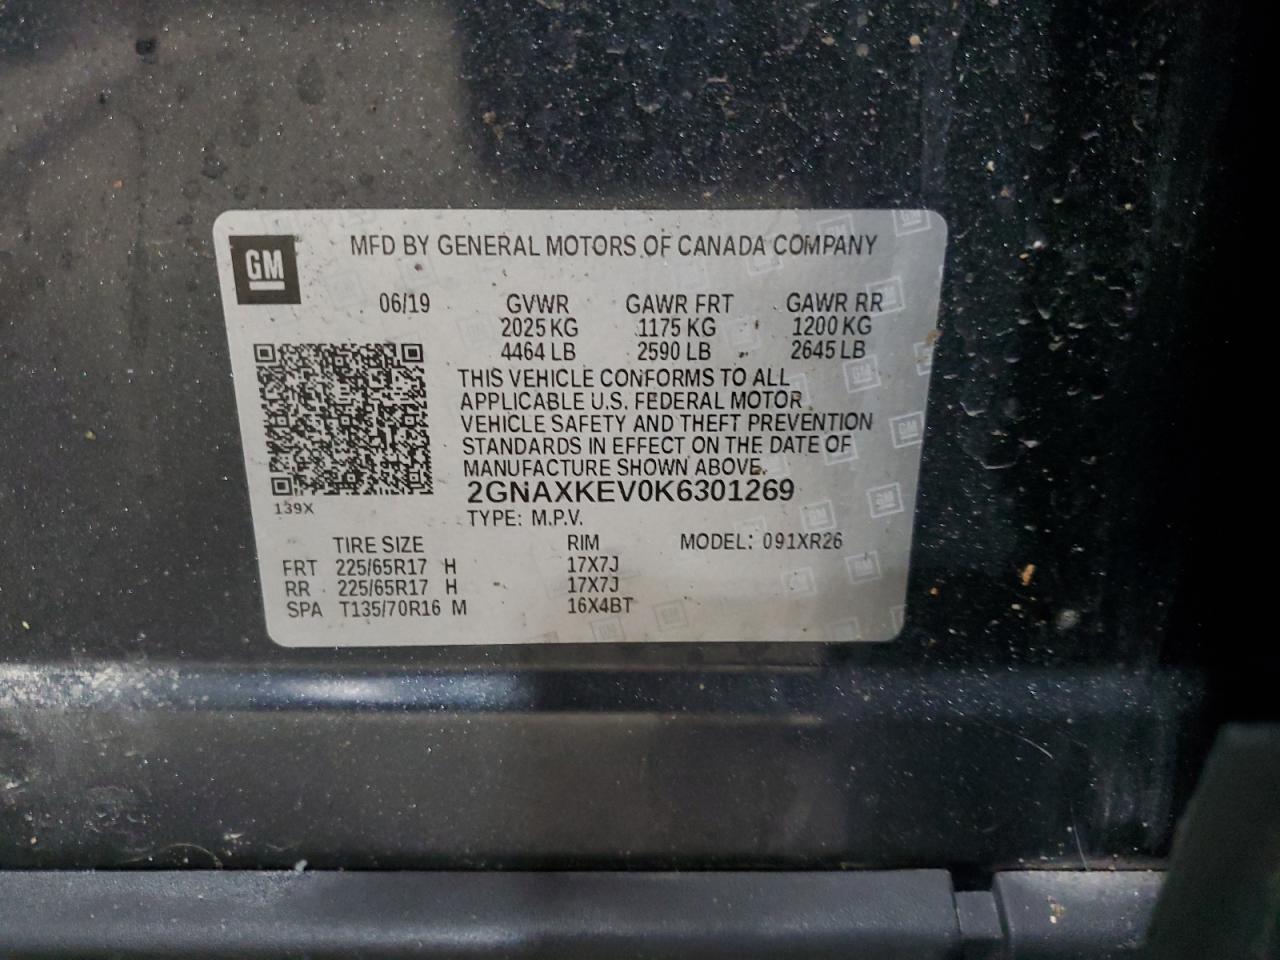 GM
MFD BY GENERAL MOTORS OF CANADA COMPANY
06/19 GVWR GAWR FRT GAWR RR
2025 KG 1175 KG 1200 KG
4464 LB 2590 LB 2645 LB
THIS VEHICLE CONFORMS TO ALL
APPLICABLE U.S. FEDERAL MOTOR
VEHICLE SAFETY AND THEFT PREVENTION
STANDARDS IN EFFECT ON THE DATE OF
MANUFACTURE SHOWN ABOVE.
2GNAXKEV0K6301269
139X
TYPE: M.P.V.
TIRE SIZE RIM MODEL: 091XR26
FRT 225/65R17 H 17X7J
RR 225/65R17 H 17X7J
SPA T135/70R16 M 16X4BT